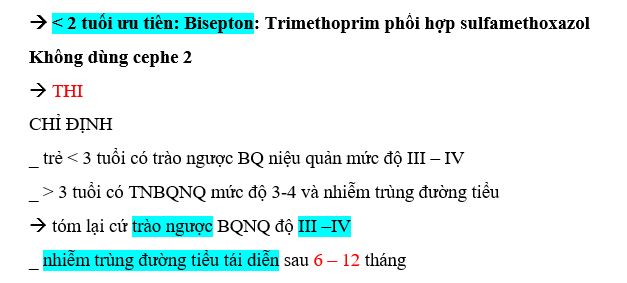 → < 2 tuổi ưu tiên: Bisepton: Trimethoprim phối hợp sulfamethoxazol
Không dùng cephe 2
→ THI
CHỈ ĐỊNH
_ trẻ < 3 tuổi có trào ngược BQ niệu quản mức độ III – IV
_ > 3 tuổi có TNBQNQ mức độ 3-4 và nhiễm trùng đường tiểu
→ tóm lại cứ trào ngược BQNQ độ III –IV
_ nhiễm trùng đường tiểu tái diễn sau 6 – 12 tháng